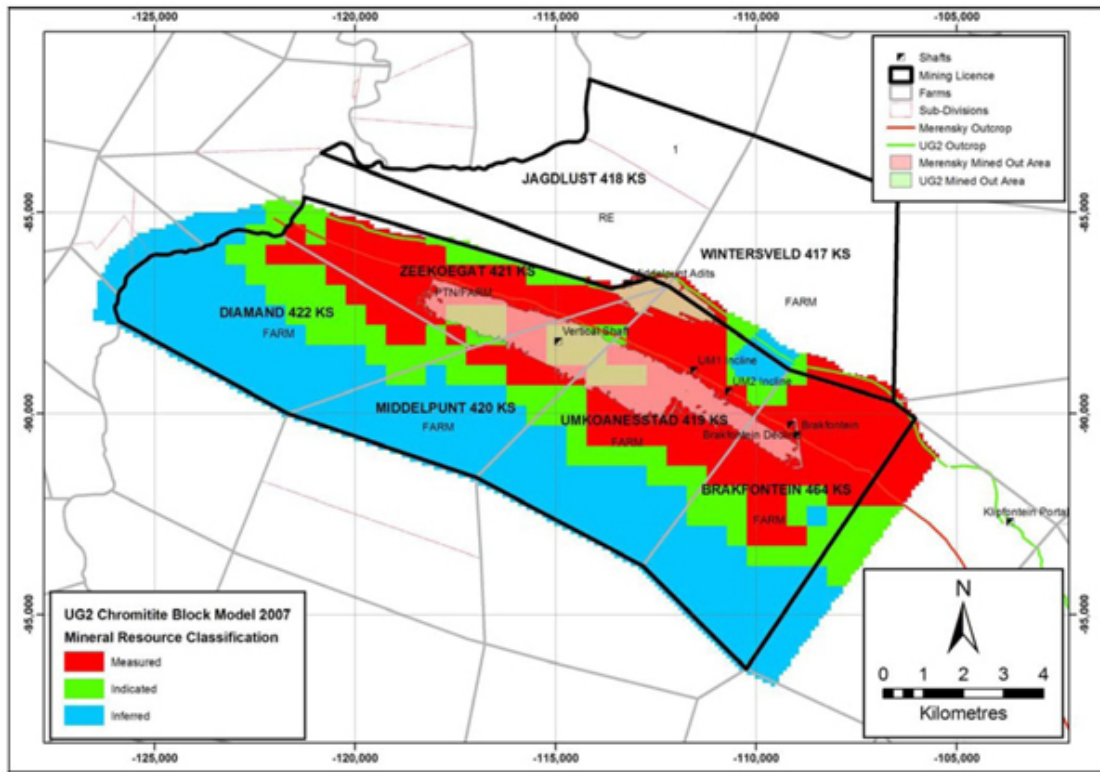 -125,000
-120,000
-115,000
-110,000
-105,000
Shafts
Mining Licence
Farms
Sub-Divisions
Merensky Outcrop
UG2 Outcrop
Merensky Mined Out Area
UG2 Mined Out Area
1
JAGDLUST 418 KS
RE
-85,000
-85,000
WINTERSVELD 417 KS
FARM
Middelpunt Adits
ZEEKOEGAT 421 KS
PTN/FARM
DIAMAND 422 KS
FARM
Vertical Shaft
UM1 Incline
UM2 Incline
-90,000
-90,000
MIDDELPUNT 420 KS
FARM
UMKOANESSTAD 419 KS
FARM
Brakfontein
Brakfontein
BRAKFONTEIN 464 KS
FARM
Klipfontein Portal
-95,000
-95,000
UG2 Chromitite Block Model 2007
Mineral Resource Classification
Measured
Indicated
Inferred
N
0 1 2 3 4
Kilometres
-125,000
-120,000
-115,000
-110,000
-105,000